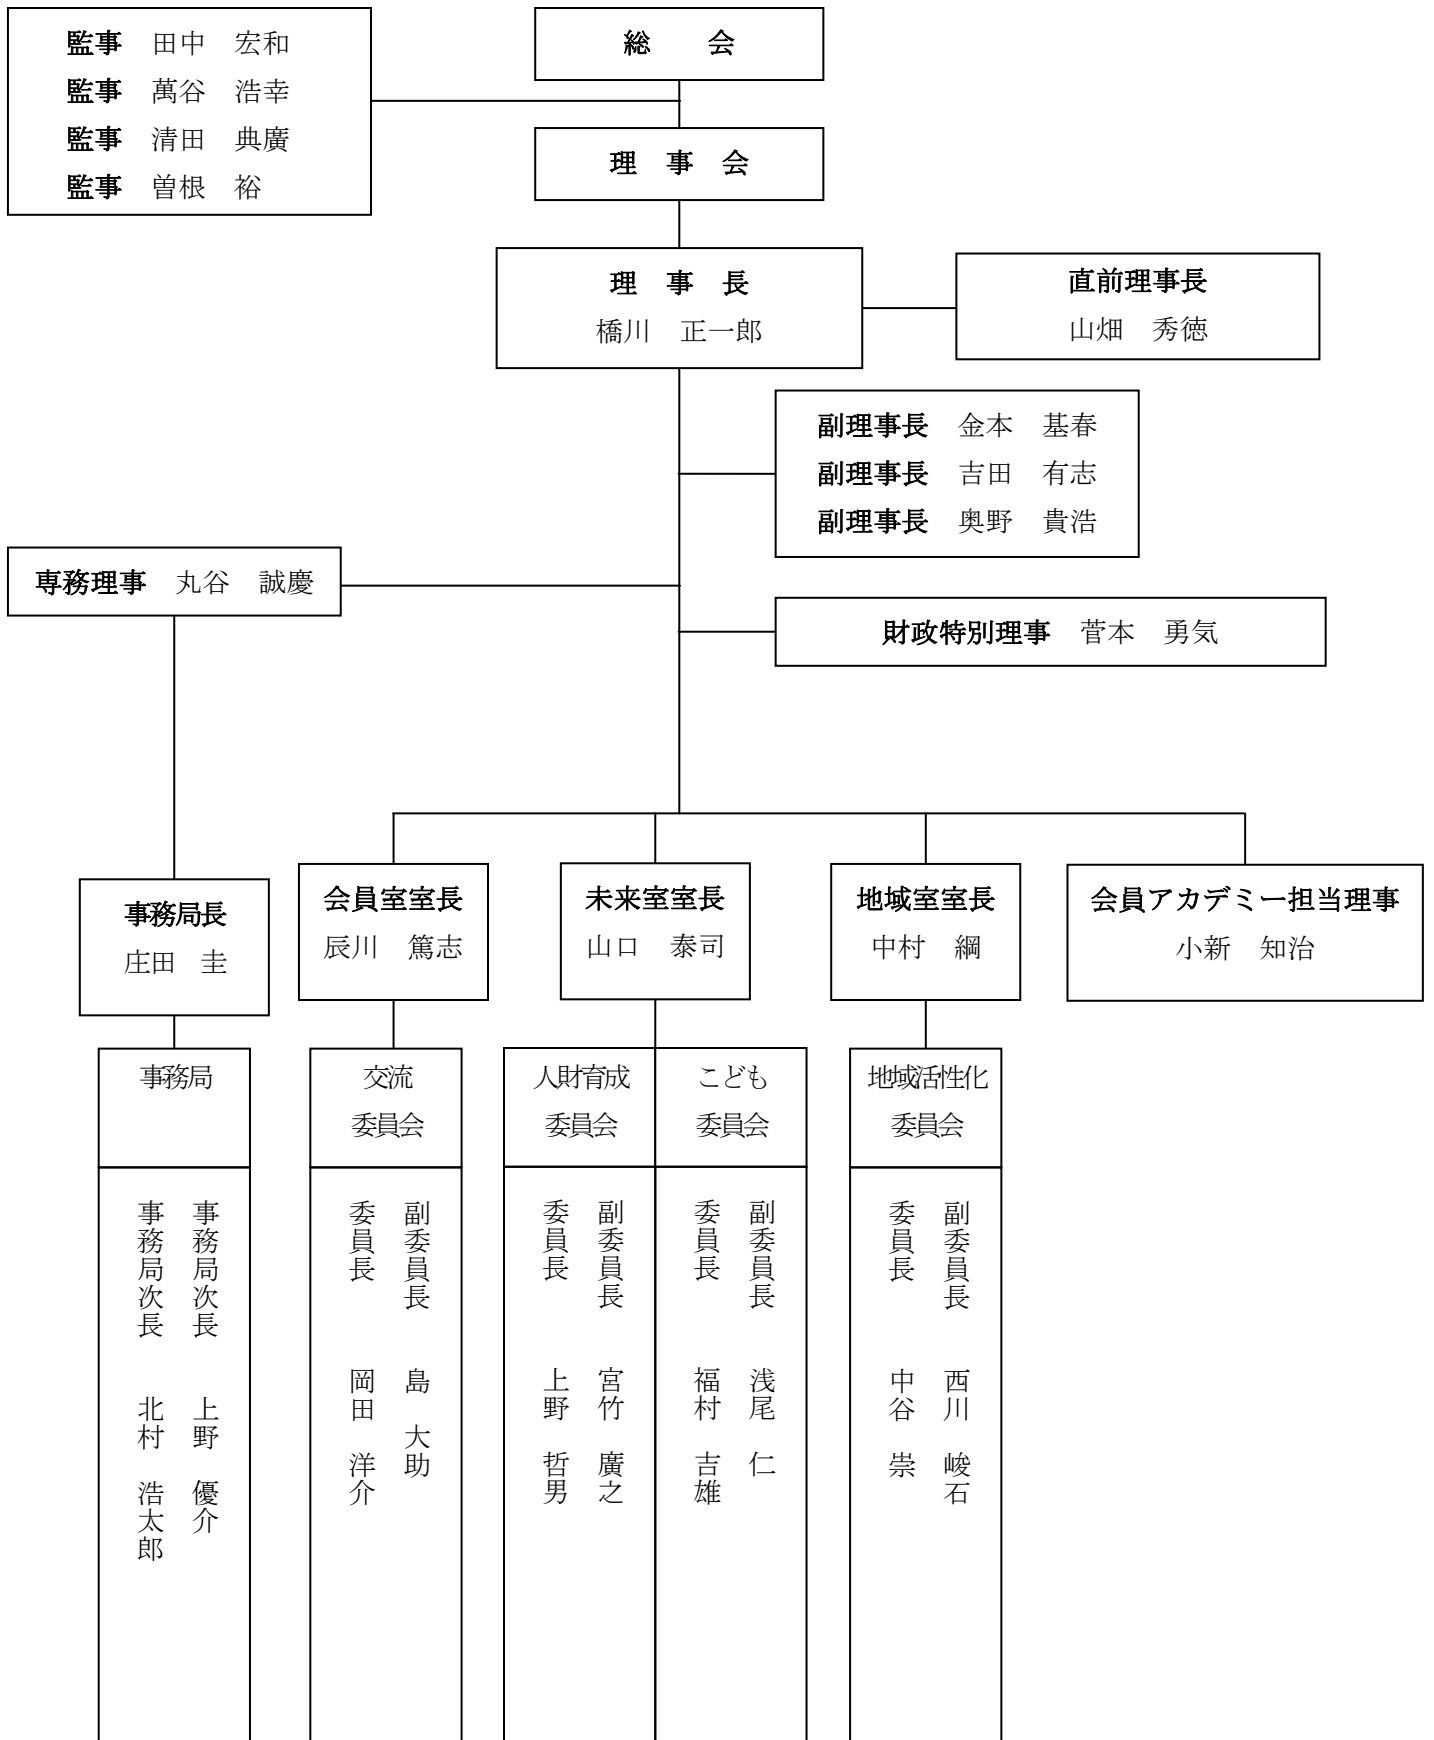 監事　田中　宏和
監事　萬谷　浩幸
監事　清田　典廣
監事　曽根　裕
総　　会
理　事　会
理　事　長
橋川　正一郎
直前理事長
山畑　秀徳
副理事長　金本　基春
副理事長　吉田　有志
副理事長　奥野　貴浩
専務理事　丸谷　誠慶
財政特別理事　菅本　勇気
事務局長
庄田　圭
会員室室長
辰川　篤志
未来室室長
山口　泰司
地域室室長
中村　綱
会員アカデミー担当理事
小新　知治
事務局
事務局次長　　上野　優介
事務局次長　　北村　浩太郎
交流
委員会
副委員長　　島　大助
委員長　　　岡田　洋介
人財育成
委員会
副委員長　　宮竹　廣之
委員長　　　上野　哲男
こども
委員会
副委員長　　浅尾　仁
委員長　　　福村　吉雄
地域活性化
委員会
副委員長　　西川　峻石
委員長　　　中谷　崇